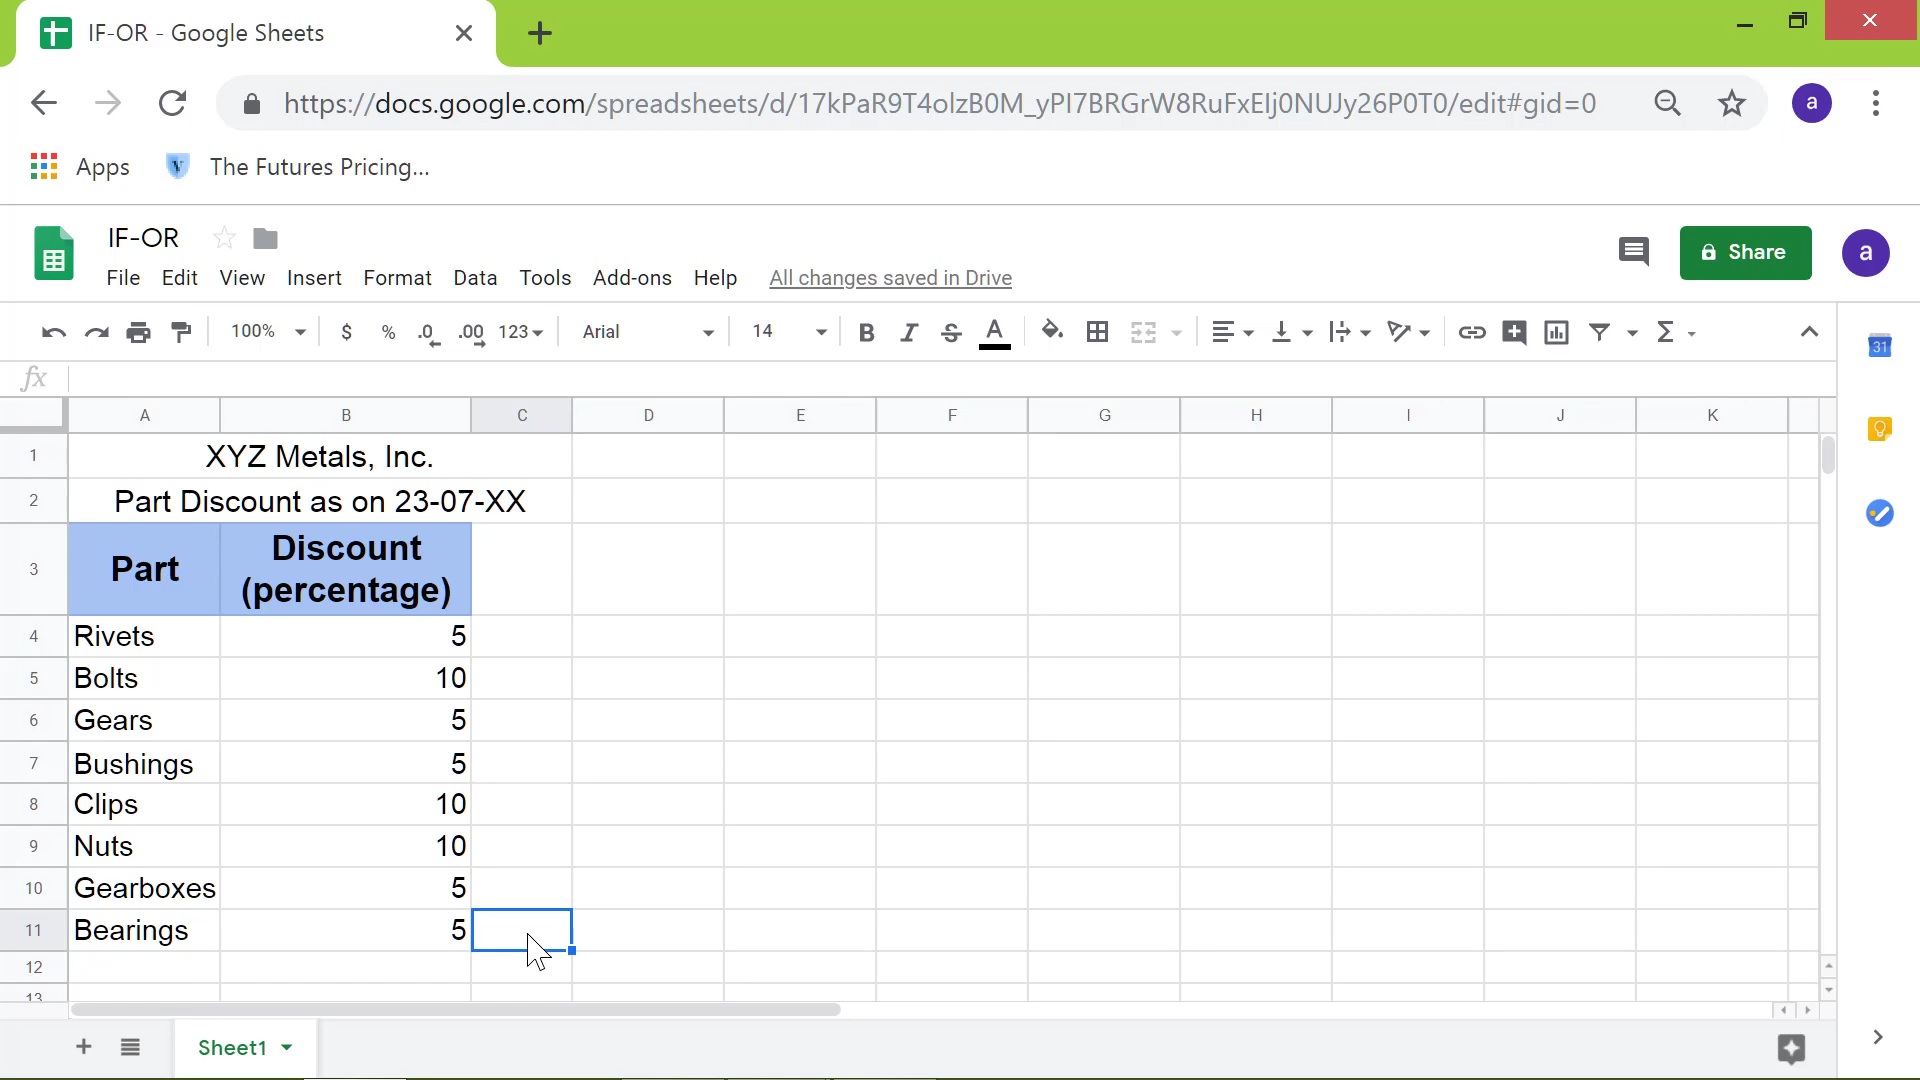 IF-OR - Google Sheets
https://docs.google.com/spreadsheets/d/17kPaR9T4olzB0M_yPI7BRGrW8RuFxEIj0NUJy26P0T0/edit#gid=0
a
Apps
The Futures Pricing...
IF-OR
File Edit View Insert Format Data Tools Add-ons Help All changes saved in Drive
Share
a
100% $ % .0 .00 123 Arial 14 B I S A Σ
31
fx
A B C D E F G H I J K
1 XYZ Metals, Inc.
2 Part Discount as on 23-07-XX
3 Part Discount (percentage)
4 Rivets 5
5 Bolts 10
6 Gears 5
7 Bushings 5
8 Clips 10
9 Nuts 10
10 Gearboxes 5
11 Bearings 5
12
13
Sheet1